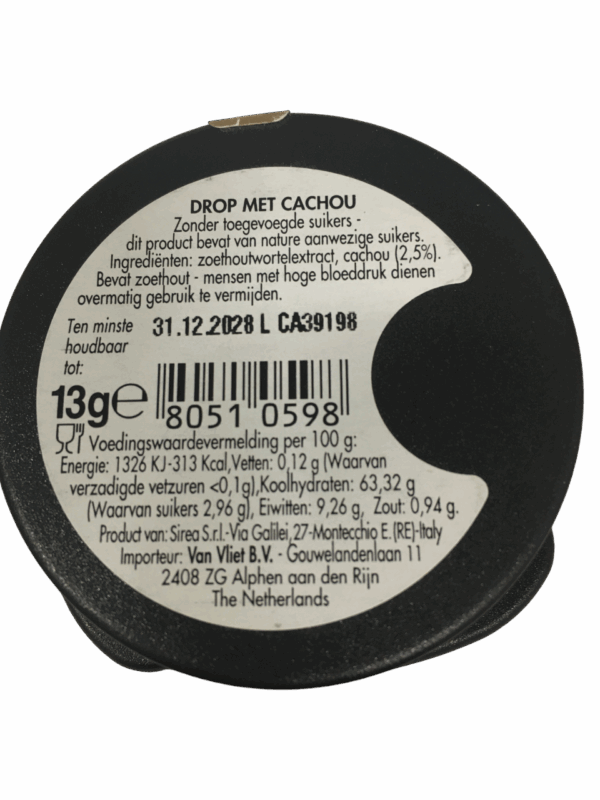 DROP MET CACHOU
Zonder toegevoegde suikers -
dit product bevat van nature aanwezige suikers.
Ingrediënten: zoethoutwortelextract, cachou (2,5%).
Bevat zoethout - mensen met hoge bloeddruk dienen
overmatig gebruik te vermijden.
Ten minste 31.12.2028 L CA39198
houdbaar
tot:
13g℮ 8051 0598
Voedingswaardevermelding per 100 g:
Energie: 1326 KJ-313 Kcal,Vetten: 0,12 g (Waarvan
verzadigde vetzuren <0,1g),Koolhydraten: 63,32 g
(Waarvan suikers 2,96 g), Eiwitten: 9,26 g, Zout: 0,94 g.
Product van: Sirea S.r.l.-Via Galilei, 27-Montecchio E.(RE)-Italy
Importeur: Van Vliet B.V. - Gouwelandenlaan 11
2408 ZG Alphen aan den Rijn
The Netherlands